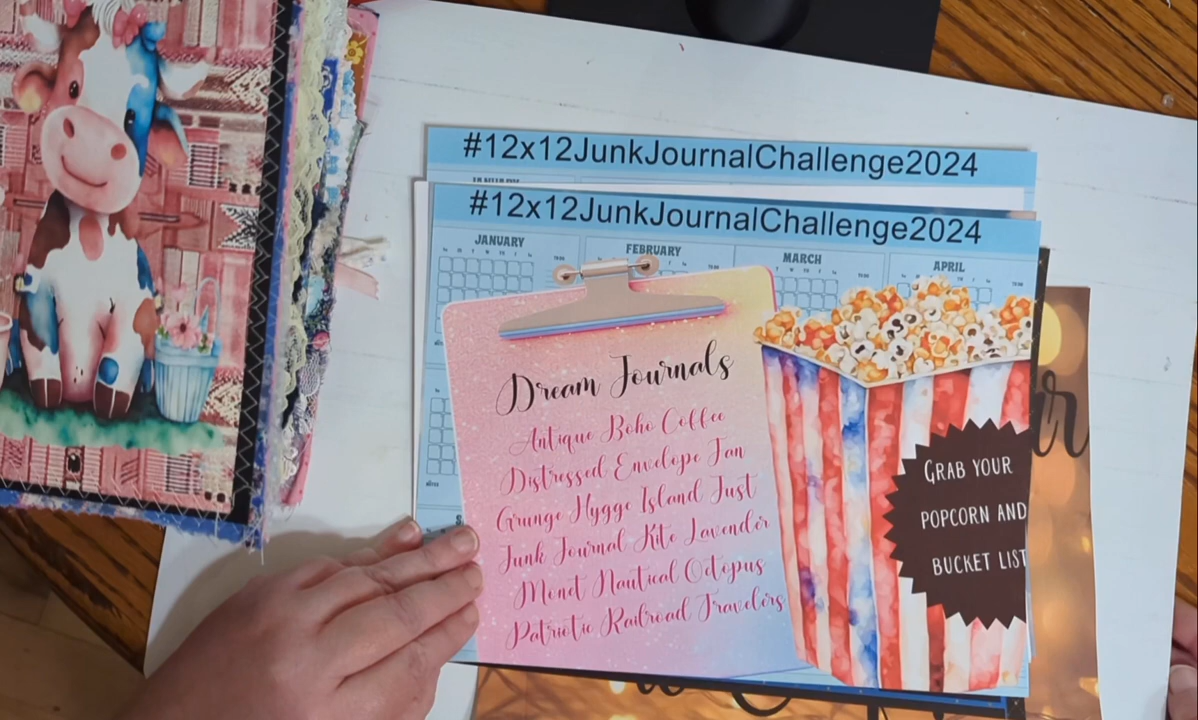 #12x12JunkJournalChallenge2024
#12x12JunkJournalChallenge2024
JANUARY
FEBRUARY
MARCH
APRIL
Dream Journals
Antique Boho Coffee
Distressed Envelope Fan
Grunge Hygge Island Just
Junk Journal Kite Lavender
Monet Nautical Octopus
Patriotic Railroad Travelers
GRAB YOUR
POPCORN AND
BUCKET LIST